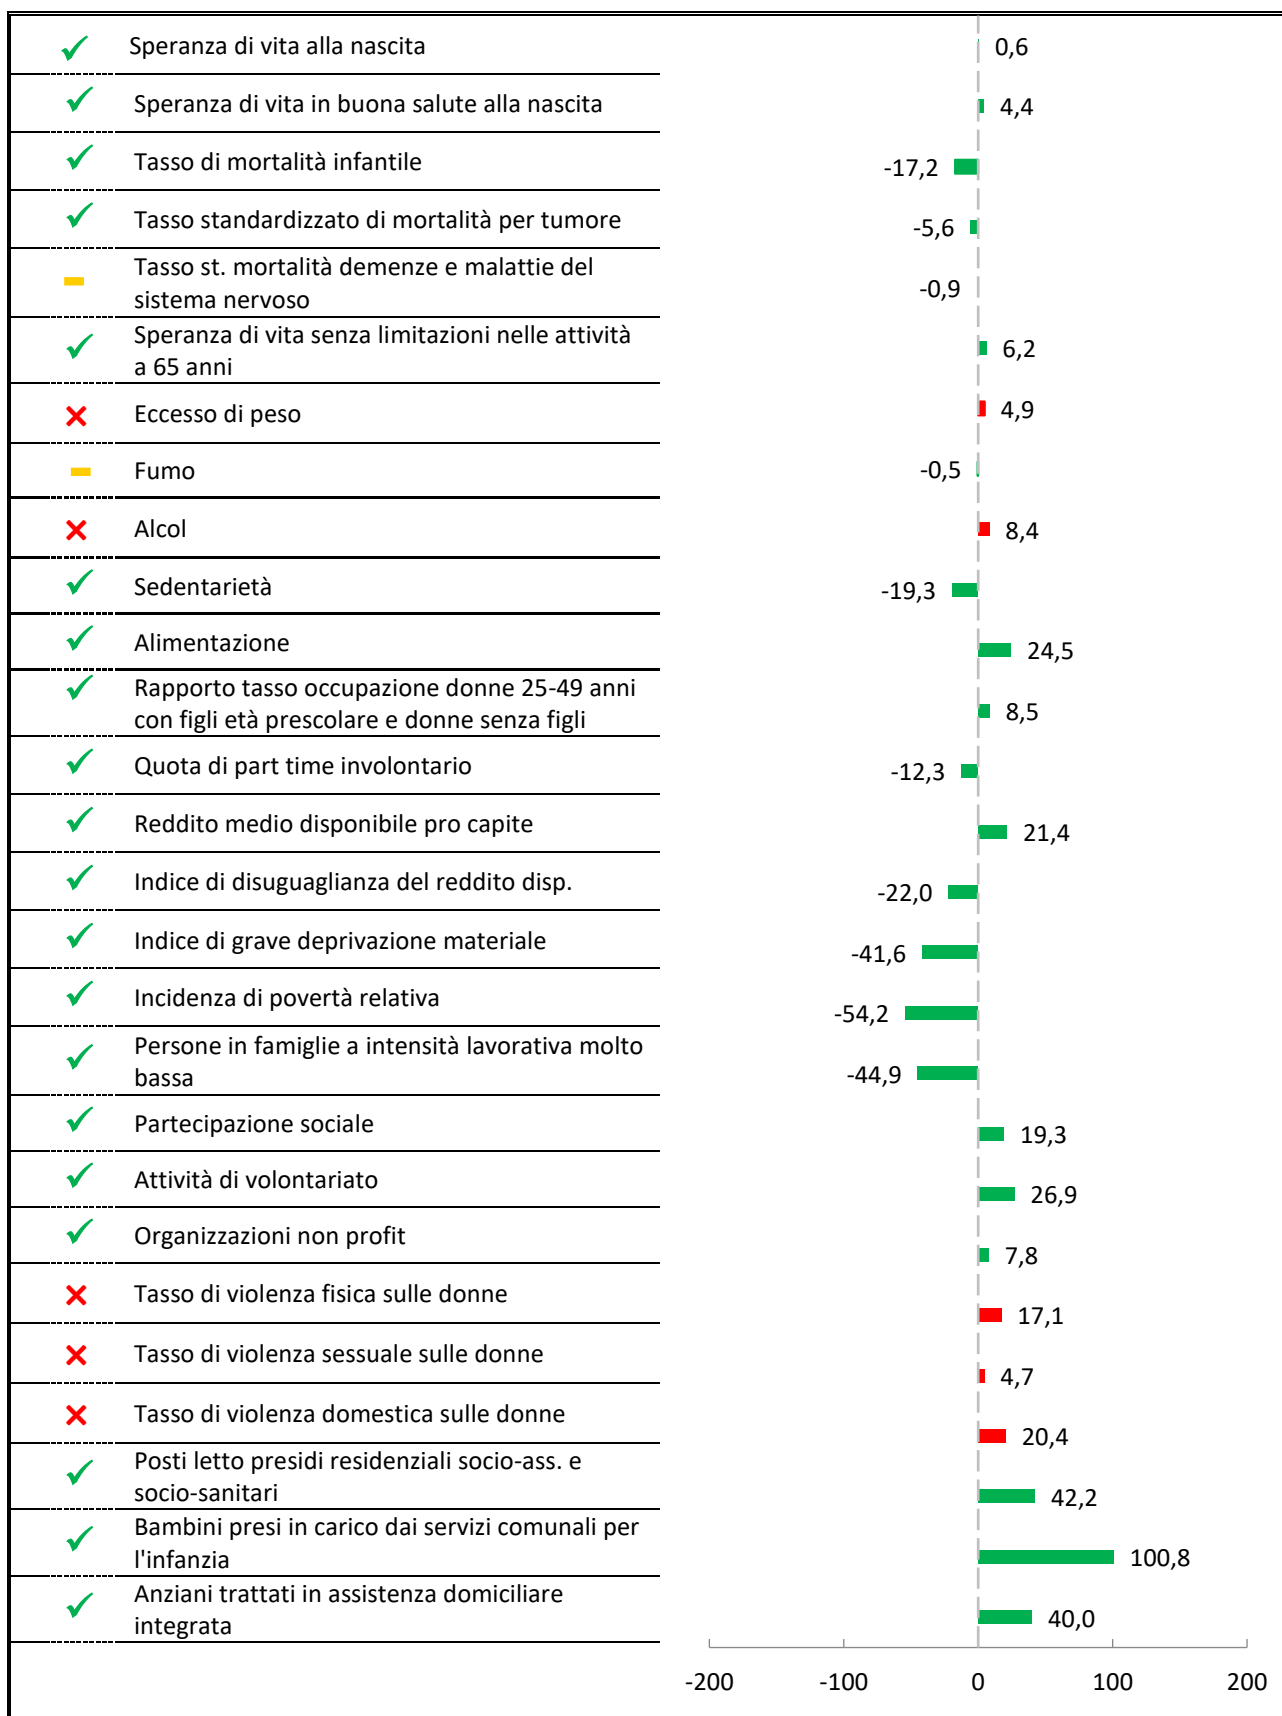 Speranza di vita alla nascita 0,6
Speranza di vita in buona salute alla nascita 4,4
Tasso di mortalità infantile -17,2
Tasso standardizzato di mortalità per tumore -5,6
Tasso st. mortalità demenze e malattie del
sistema nervoso -0,9
Speranza di vita senza limitazioni nelle attività
a 65 anni 6,2
Eccesso di peso 4,9
Fumo -0,5
Alcol 8,4
Sedentarietà -19,3
Alimentazione 24,5
Rapporto tasso occupazione donne 25-49 anni
con figli età prescolare e donne senza figli 8,5
Quota di part time involontario -12,3
Reddito medio disponibile pro capite 21,4
Indice di disuguaglianza del reddito disp. -22,0
Indice di grave deprivazione materiale -41,6
Incidenza di povertà relativa -54,2
Persone in famiglie a intensità lavorativa molto
bassa -44,9
Partecipazione sociale 19,3
Attività di volontariato 26,9
Organizzazioni non profit 7,8
Tasso di violenza fisica sulle donne 17,1
Tasso di violenza sessuale sulle donne 4,7
Tasso di violenza domestica sulle donne 20,4
Posti letto presidi residenziali socio-ass. e
socio-sanitari 42,2
Bambini presi in carico dai servizi comunali per
l'infanzia 100,8
Anziani trattati in assistenza domiciliare
integrata 40,0
-200 -100 0 100 200